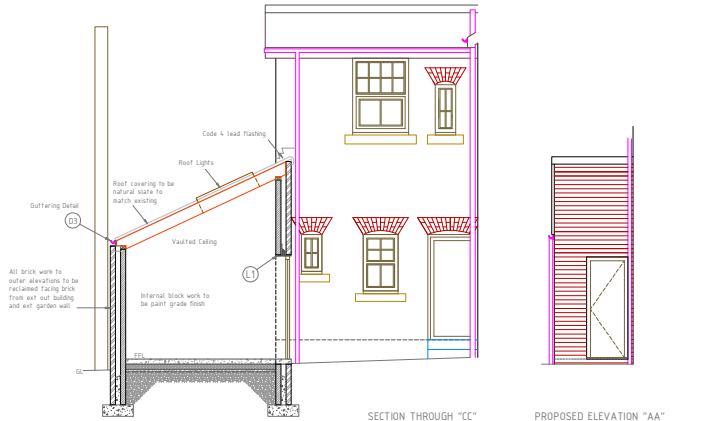 Code 4 lead flashing
Roof Lights
Roof covering to be
natural slate to
match existing
Guttering Detail
D3
Vaulted Ceiling
L1
All brick work to
outer elevations to be
reclaimed facing brick
from ext out building
and ext garden wall
Internal block work to
be paint grade finish
FFL
GL
SECTION THROUGH "CC"
PROPOSED ELEVATION "AA"